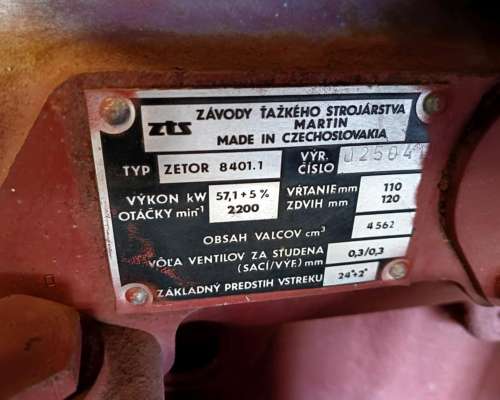 zts ZÁVODY ŤAŽKÉHO STROJÁRSTVA
MARTIN
MADE IN CZECHOSLOVAKIA
TYP ZETOR 8401.1 VÝR. ČÍSLO 02504
VÝKON kW 57,1+5% VŔTANIE mm 110
OTÁČKY min-1 2200 ZDVIH mm 120
OBSAH VALCOV cm³ 4562
VÔĽA VENTILOV ZA STUDENA 0,3/0,3
(SACÍ/VÝF.) mm
ZÁKLADNÝ PREDSTIH VSTREKU 24°+2°